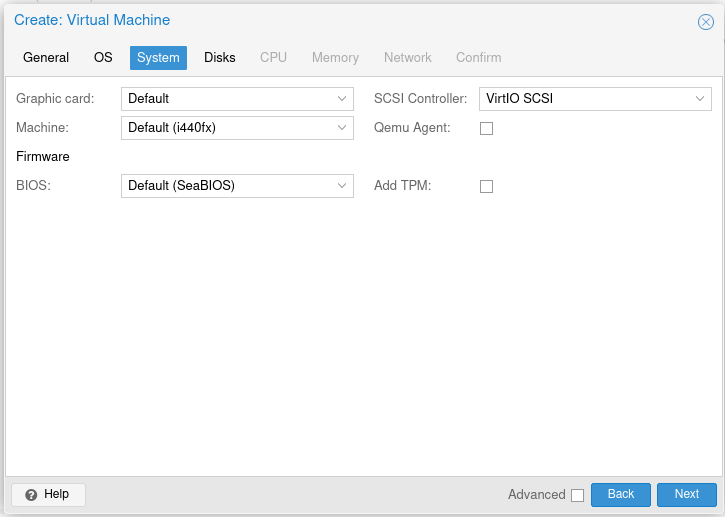 Create: Virtual Machine
General OS System Disks CPU Memory Network Confirm
Graphic card: Default SCSI Controller: VirtIO SCSI
Machine: Default (i440fx) Qemu Agent:
Firmware
BIOS: Default (SeaBIOS) Add TPM:
Help Advanced Back Next